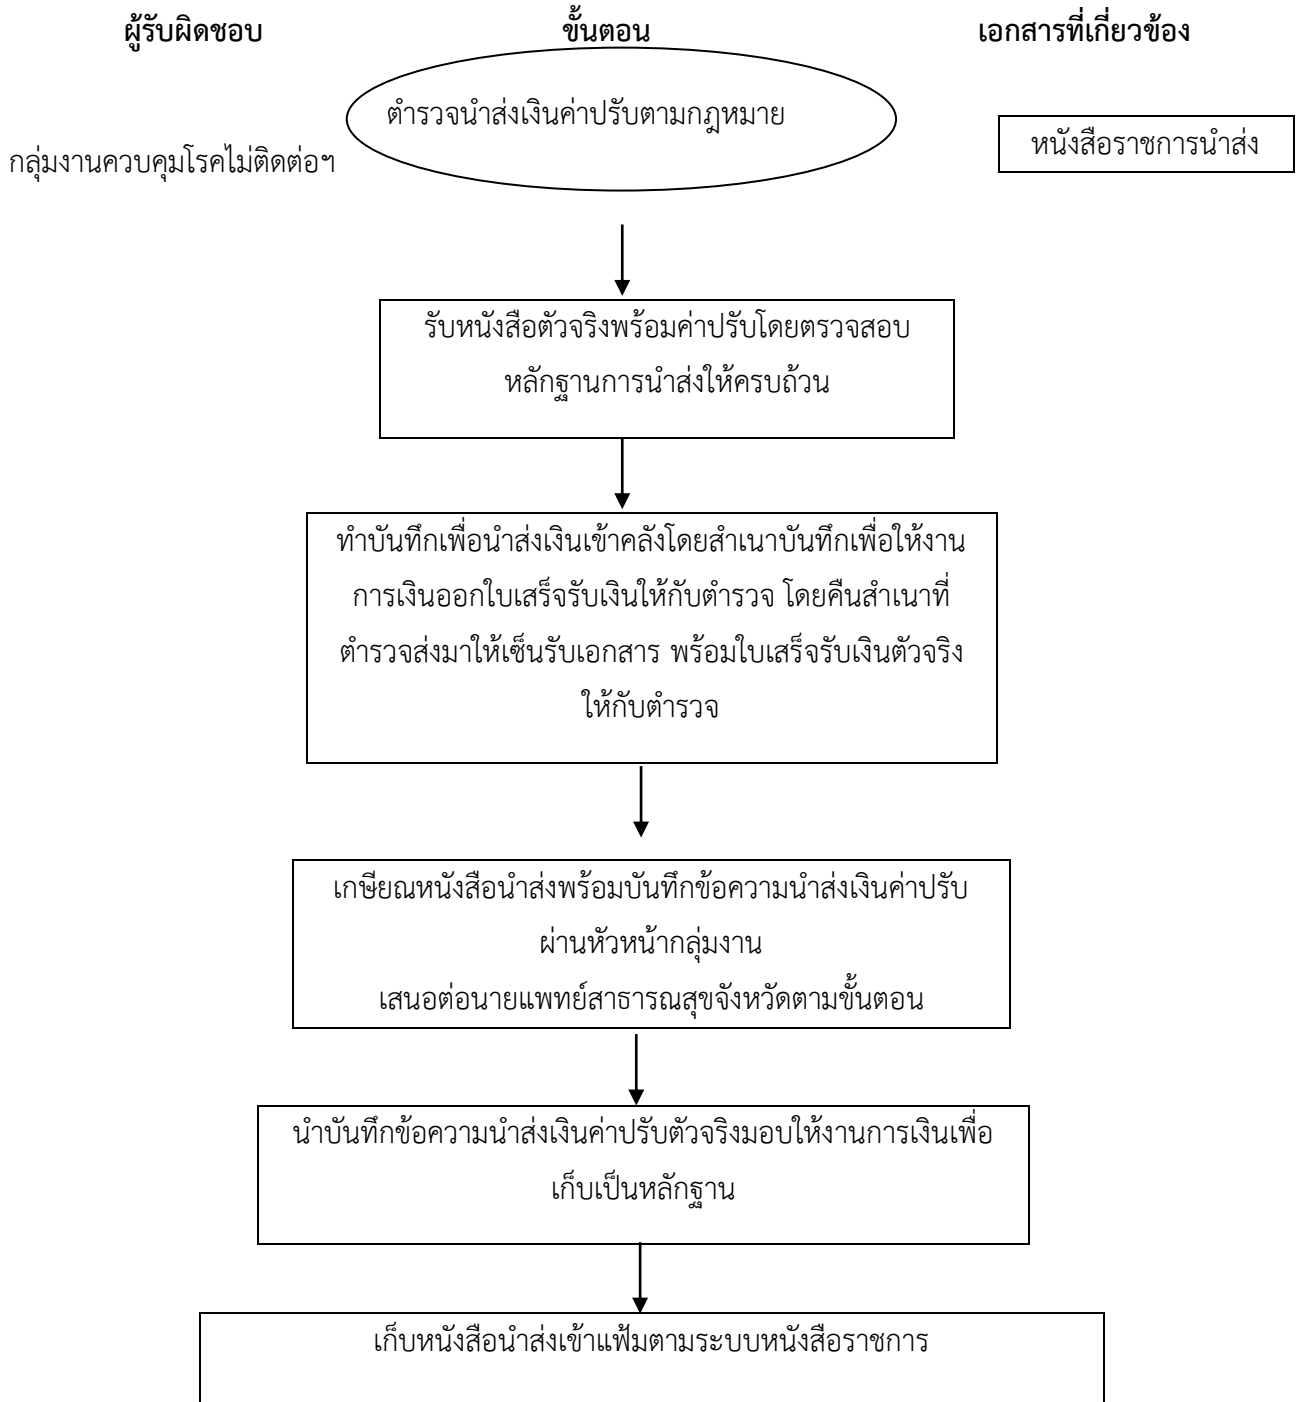 ผู้รับผิดชอบ
ขั้นตอน
เอกสารที่เกี่ยวข้อง
ตำรวจนำส่งเงินค่าปรับตามกฎหมาย
หนังสือราชการนำส่ง
กลุ่มงานควบคุมโรคไม่ติดต่อฯ
รับหนังสือตัวจริงพร้อมค่าปรับโดยตรวจสอบ
หลักฐานการนำส่งให้ครบถ้วน
ทำบันทึกเพื่อนำส่งเงินเข้าคลังโดยสำเนาบันทึกเพื่อให้งาน
การเงินออกใบเสร็จรับเงินให้กับตำรวจ โดยคืนสำเนาที่
ตำรวจส่งมาให้เซ็นรับเอกสาร พร้อมใบเสร็จรับเงินตัวจริง
ให้กับตำรวจ
เกษียณหนังสือนำส่งพร้อมบันทึกข้อความนำส่งเงินค่าปรับ
ผ่านหัวหน้ากลุ่มงาน
เสนอต่อนายแพทย์สาธารณสุขจังหวัดตามขั้นตอน
นำบันทึกข้อความนำส่งเงินค่าปรับตัวจริงมอบให้งานการเงินเพื่อ
เก็บเป็นหลักฐาน
เก็บหนังสือนำส่งเข้าแฟ้มตามระบบหนังสือราชการ